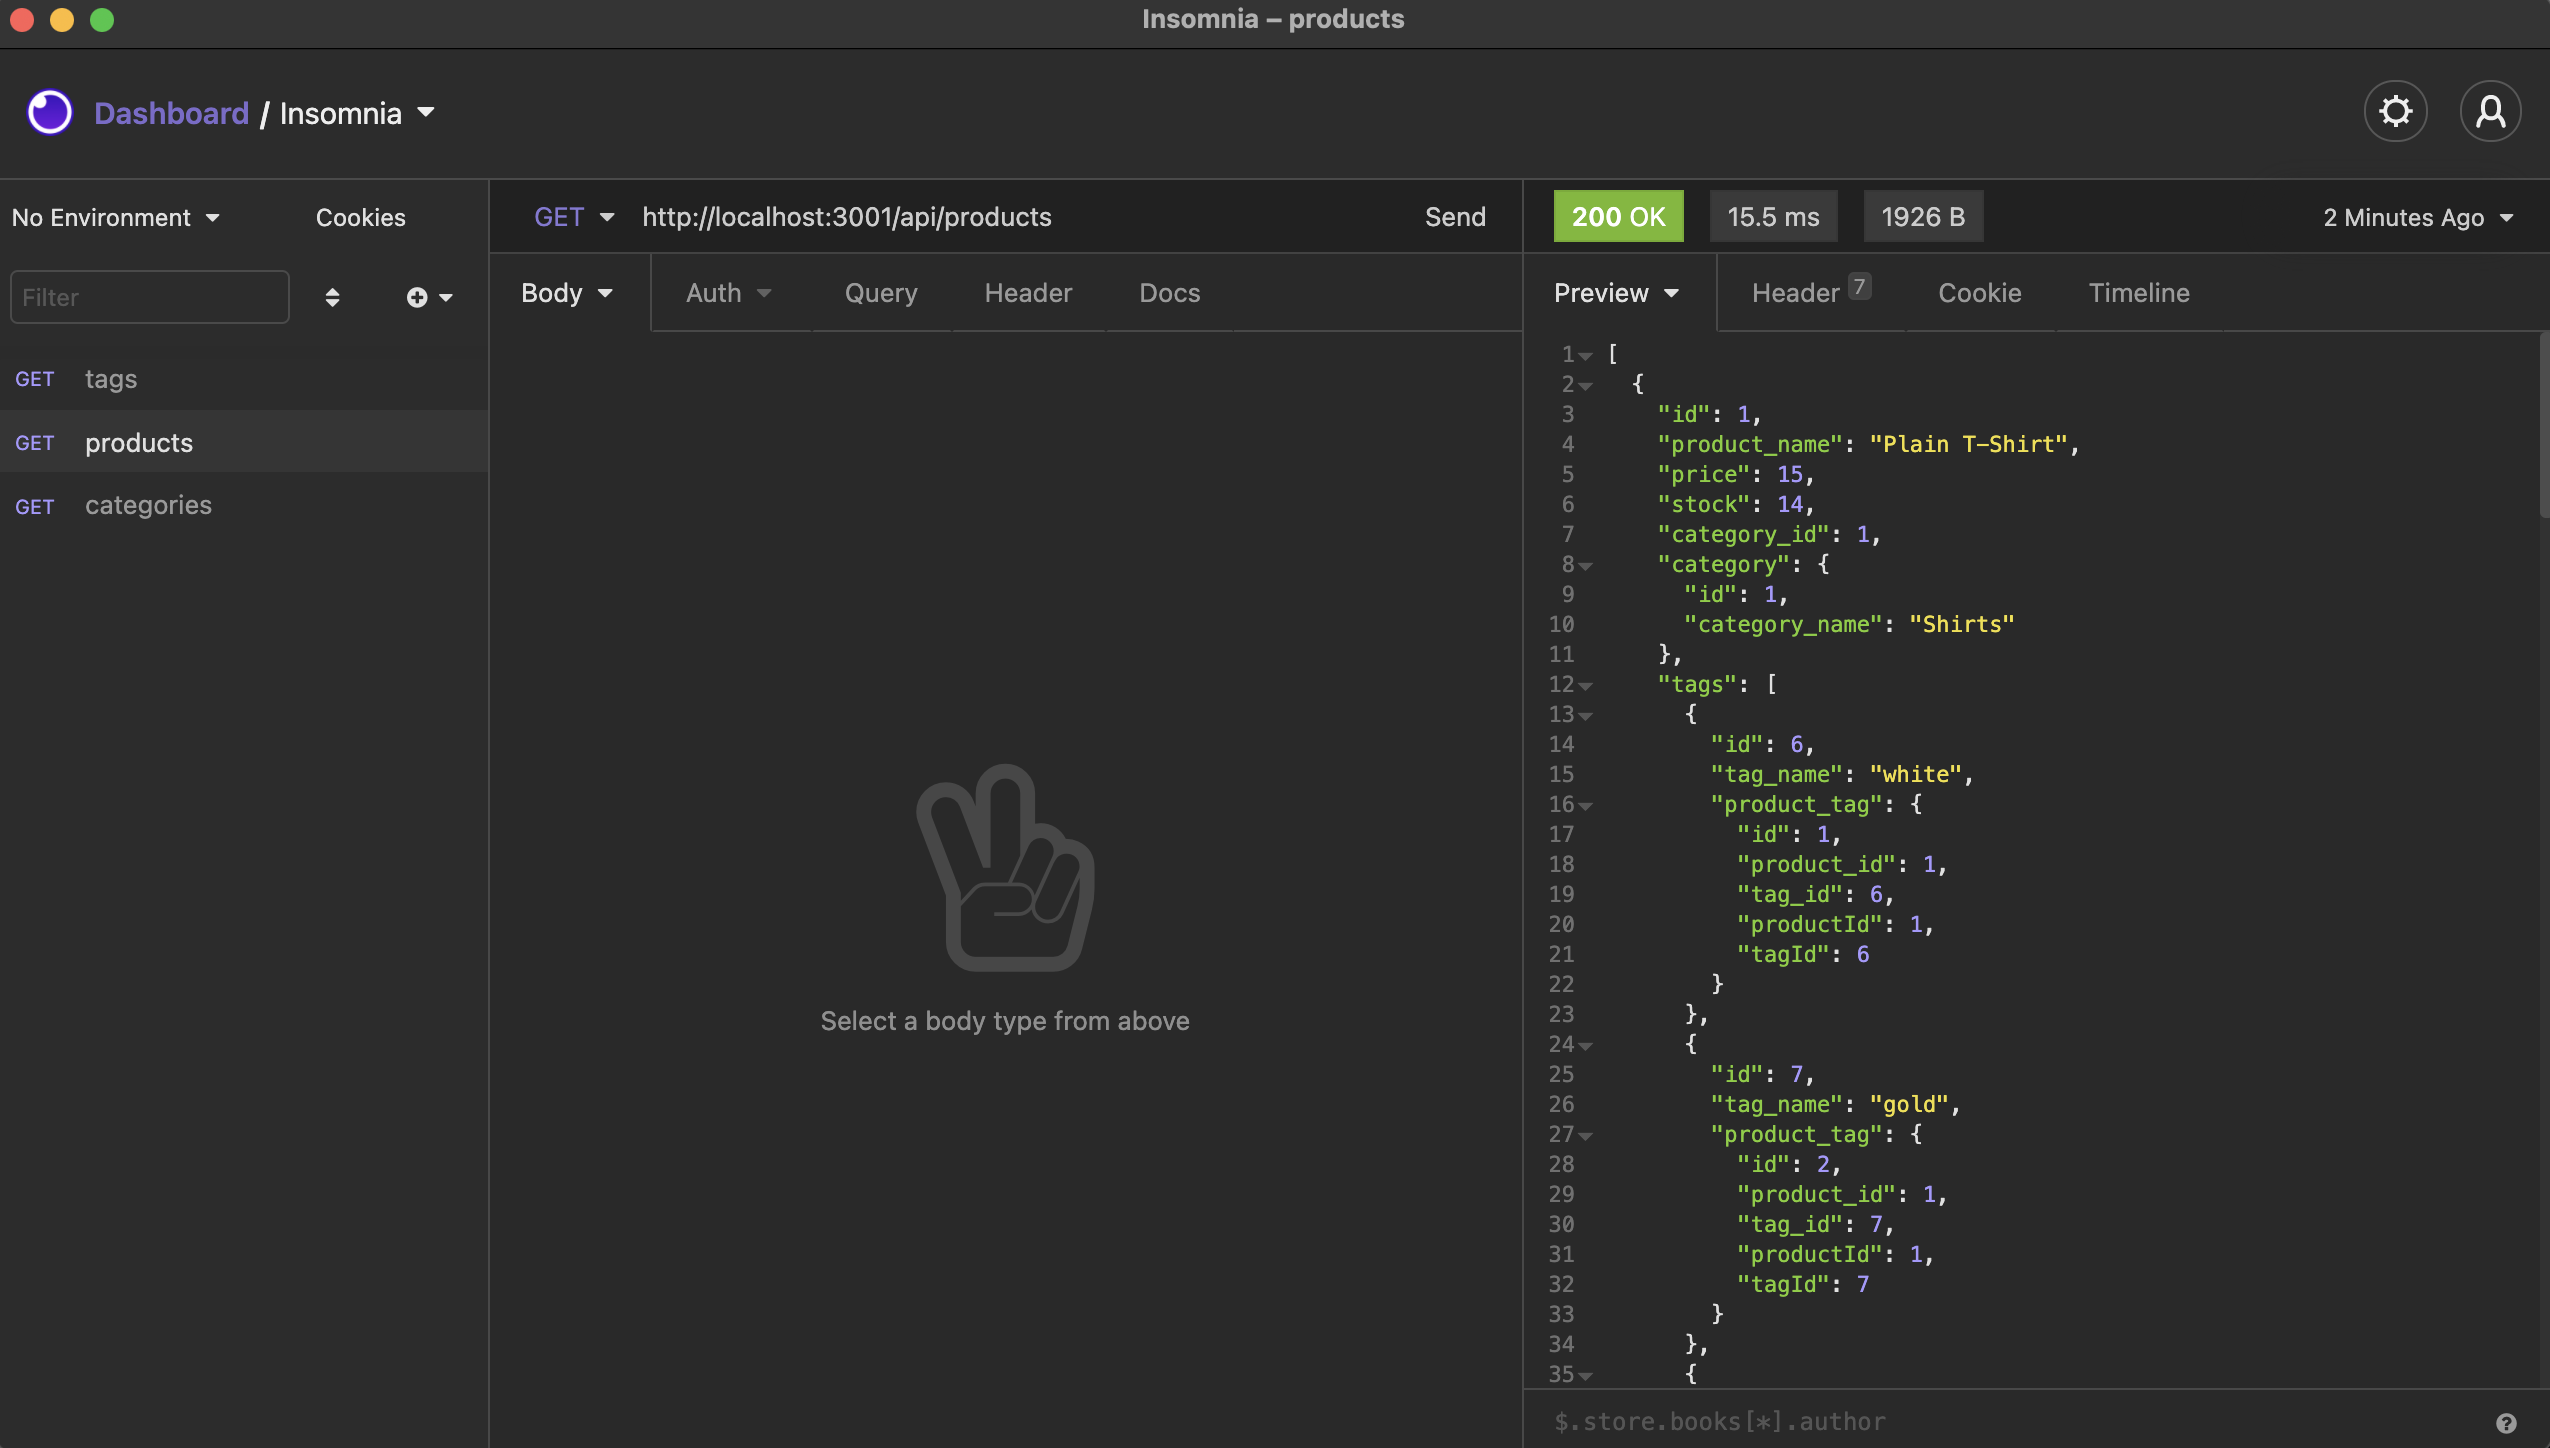 Insomnia – products
Dashboard / Insomnia
No Environment
Cookies
Filter
GET tags
GET products
GET categories
GET http://localhost:3001/api/products Send
Body Auth Query Header Docs
Select a body type from above
200 OK 15.5 ms 1926 B 2 Minutes Ago
Preview Header 7 Cookie Timeline
1 [
2 {
3 "id": 1,
4 "product_name": "Plain T-Shirt",
5 "price": 15,
6 "stock": 14,
7 "category_id": 1,
8 "category": {
9 "id": 1,
10 "category_name": "Shirts"
11 },
12 "tags": [
13 {
14 "id": 6,
15 "tag_name": "white",
16 "product_tag": {
17 "id": 1,
18 "product_id": 1,
19 "tag_id": 6,
20 "productId": 1,
21 "tagId": 6
22 }
23 },
24 {
25 "id": 7,
26 "tag_name": "gold",
27 "product_tag": {
28 "id": 2,
29 "product_id": 1,
30 "tag_id": 7,
31 "productId": 1,
32 "tagId": 7
33 }
34 },
35 {
$.store.books[*].author